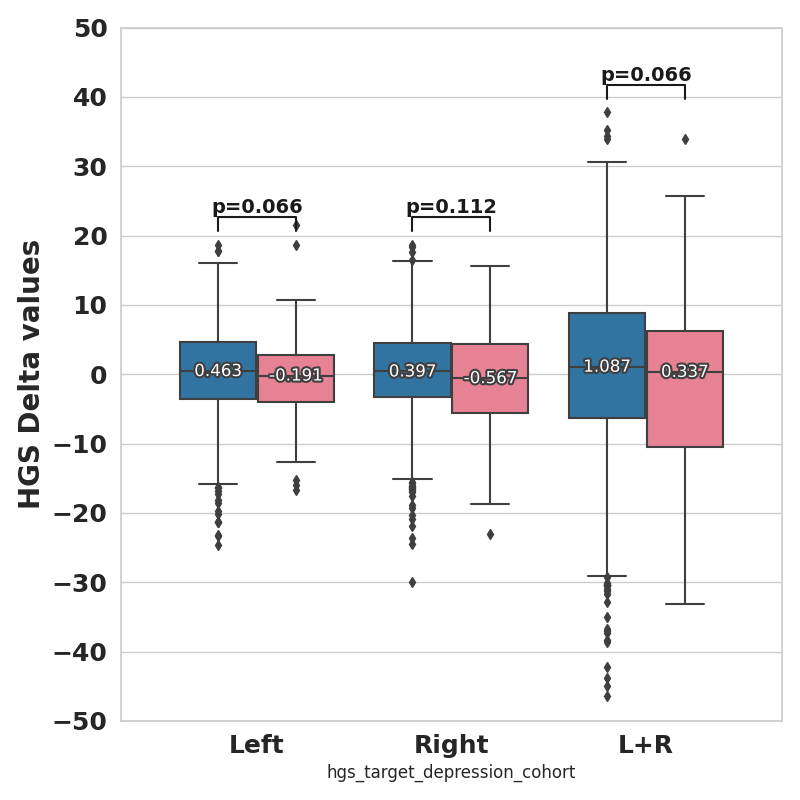 50
40
30
20
10
0
−10
−20
−30
−40
−50
HGS Delta values
p=0.066
p=0.112
p=0.066
0.463
-0.191
0.397
-0.567
1.087
0.337
Left
Right
L+R
hgs_target_depression_cohort